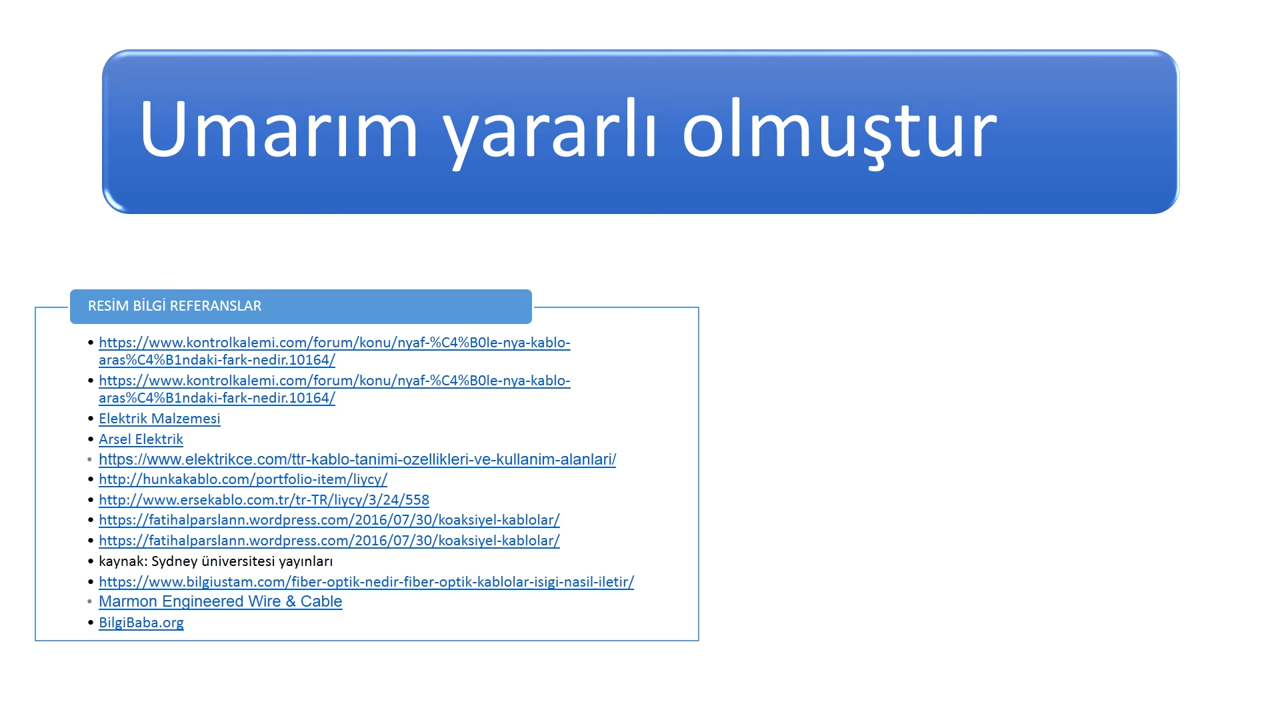 Umarım yararlı olmuştur
RESİM BİLGİ REFERANSLAR
• https://www.kontrolkalemi.com/forum/konu/nyaf-%C4%B0le-nya-kablo-
aras%C4%B1ndaki-fark-nedir.10164/
• https://www.kontrolkalemi.com/forum/konu/nyaf-%C4%B0le-nya-kablo-
aras%C4%B1ndaki-fark-nedir.10164/
• Elektrik Malzemesi
• Arsel Elektrik
• https://www.elektrikce.com/ttr-kablo-tanimi-ozellikleri-ve-kullanim-alanlari/
• http://hunkakablo.com/portfolio-item/liycy/
• http://www.ersekablo.com.tr/tr-TR/liycy/3/24/558
• https://fatihalparslann.wordpress.com/2016/07/30/koaksiyel-kablolar/
• https://fatihalparslann.wordpress.com/2016/07/30/koaksiyel-kablolar/
• kaynak: Sydney üniversitesi yayınları
• https://www.bilgiustam.com/fiber-optik-nedir-fiber-optik-kablolar-isigi-nasil-iletir/
• Marmon Engineered Wire & Cable
• BilgiBaba.org